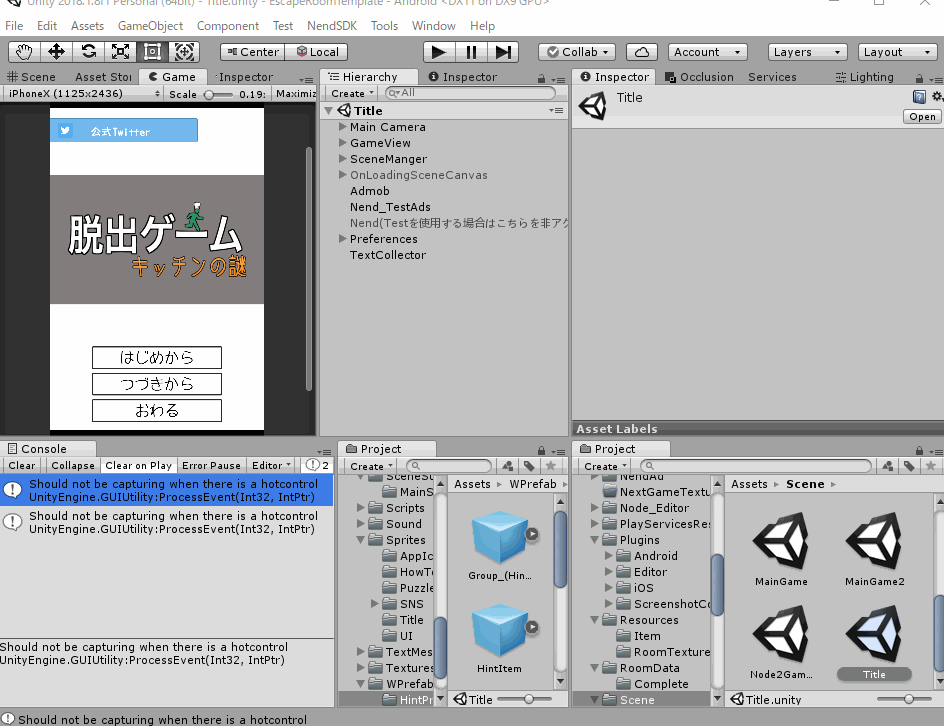 Unity 2018.1.8f1 Personal (64bit) - Title.unity - EscapeRoomTemplate - Android <DX11 on DX9 GPU>
File Edit Assets GameObject Component Test NendSDK Tools Window Help
Center Local Collab Account Layers Layout
Scene Asset Stor Game Inspector
iPhoneX (1125x2436) Scale 0.19: Maximiz
公式Twitter
脱出ゲーム
キッチンの謎
はじめから
つづきから
おわる
Hierarchy Inspector
Create All
Title
Main Camera
GameView
SceneManger
OnLoadingSceneCanvas
Admob
Nend_TestAds
Nend(Testを使用する場合はこちらを非アク
Preferences
TextCollector
Inspector Occlusion Services Lighting
Title
Open
Asset Labels
Console
Clear Collapse Clear on Play Error Pause Editor 2
Should not be capturing when there is a hotcontrol
UnityEngine.GUIUtility:ProcessEvent(Int32, IntPtr)
Should not be capturing when there is a hotcontrol
UnityEngine.GUIUtility:ProcessEvent(Int32, IntPtr)
Should not be capturing when there is a hotcontrol
UnityEngine.GUIUtility:ProcessEvent(Int32, IntPtr)
Should not be capturing when there is a hotcontrol
Project
Create
SceneSt
MainS
Scripts
Sound
Sprites
AppIc
HowTo
Puzzle
SNS
Title
UI
TextMes
Textures
WPrefab
HintPr
Assets WPrefab
Group_(Hin...
HintItem
Title
Project
Create
NendAd
NextGameTextu
Node_Editor
PlayServicesRes
Plugins
Android
Editor
iOS
ScreenshotCo
Resources
Item
RoomTexture
RoomData
Complete
Scene
Assets Scene
MainGame MainGame2
Node2Gam... Title
Title.unity